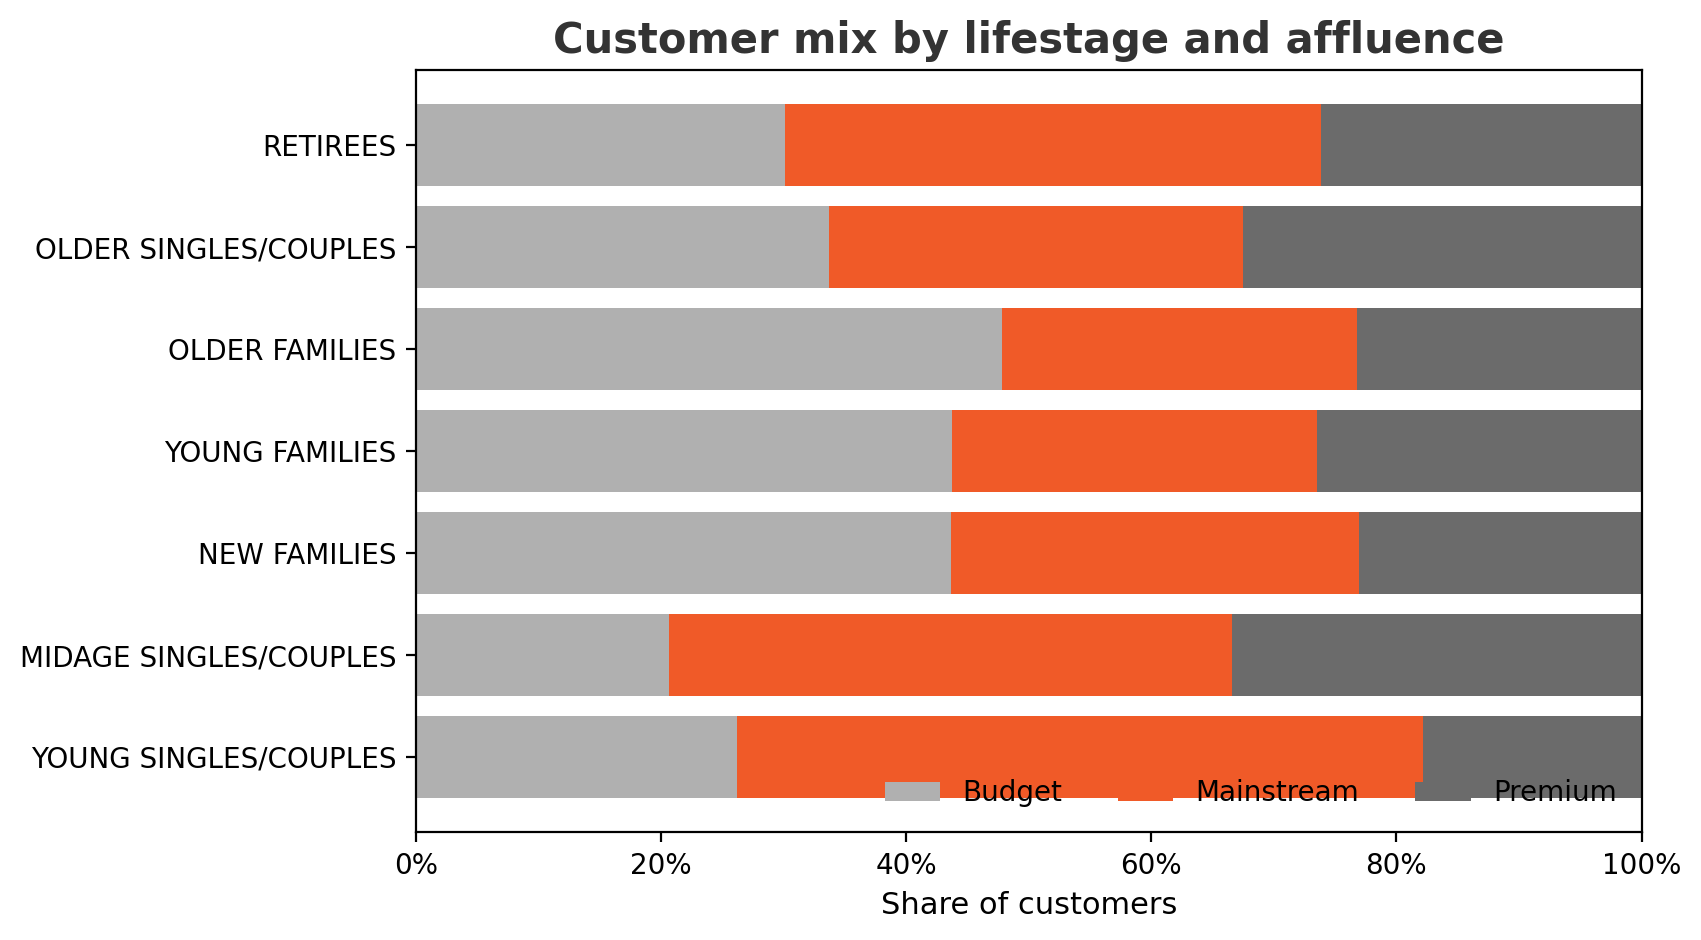 Customer mix by lifestage and affluence
RETIREES
OLDER SINGLES/COUPLES
OLDER FAMILIES
YOUNG FAMILIES
NEW FAMILIES
MIDAGE SINGLES/COUPLES
YOUNG SINGLES/COUPLES
Budget Mainstream Premium
0% 20% 40% 60% 80% 100%
Share of customers